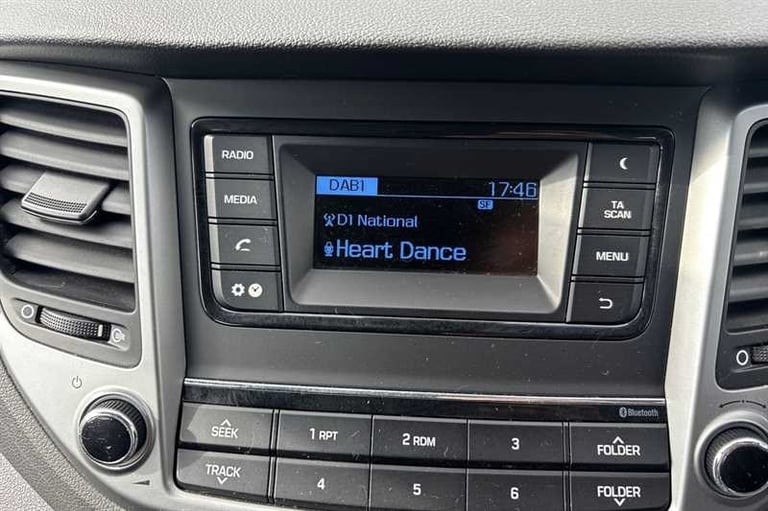 RADIO
MEDIA
DAB1 17:46
SF
D1 National
Heart Dance
TA
SCAN
MENU
Bluetooth
SEEK
TRACK
1 RPT
2 RDM
3
FOLDER
4
5
6
FOLDER